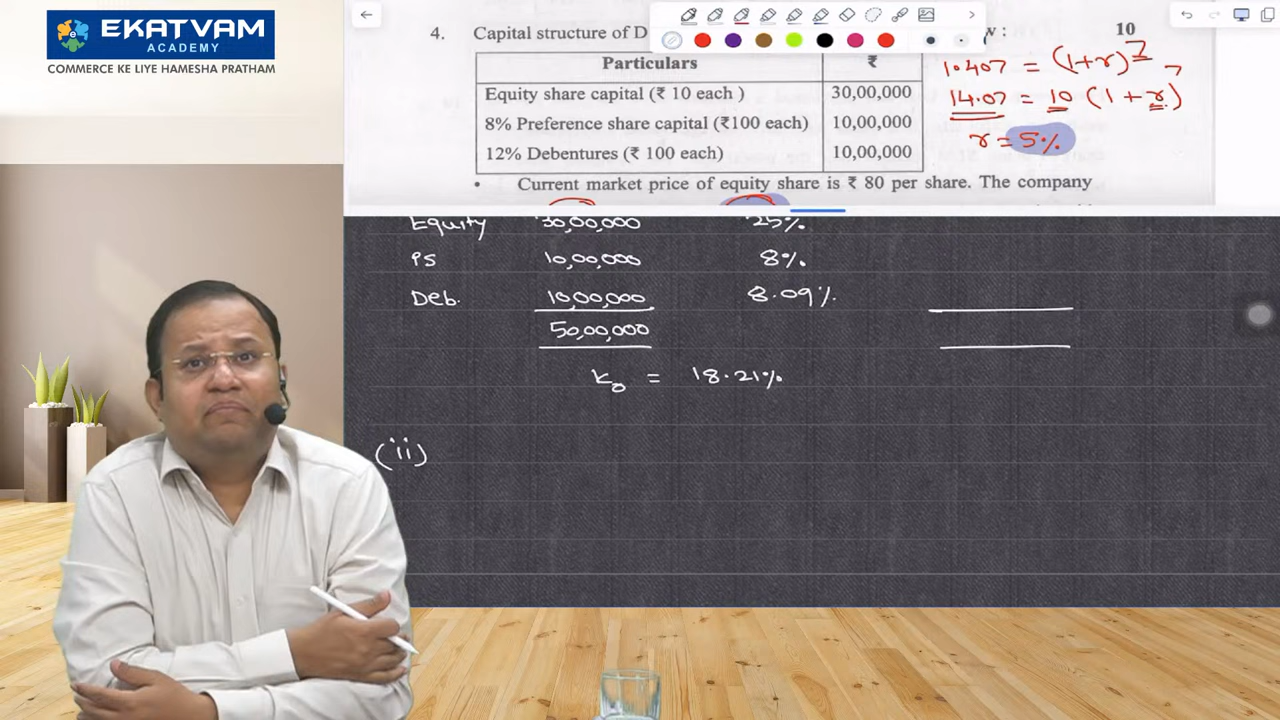 EKATVAM
ACADEMY
COMMERCE KE LIYE HAMESHA PRATHAM
4. Capital structure of D w : 10
Particulars ₹
Equity share capital (₹ 10 each ) 30,00,000
8% Preference share capital (₹100 each) 10,00,000
12% Debentures (₹ 100 each) 10,00,000
• Current market price of equity share is ₹ 80 per share. The company
1.0407 = (1+r)7
14.07 = 10 (1 + r)7
r = 5%
Equity 30,00,000 25%
PS 10,00,000 8%
Deb. 10,00,000 8.09%
50,00,000
Ko = 18.21%
(ii)